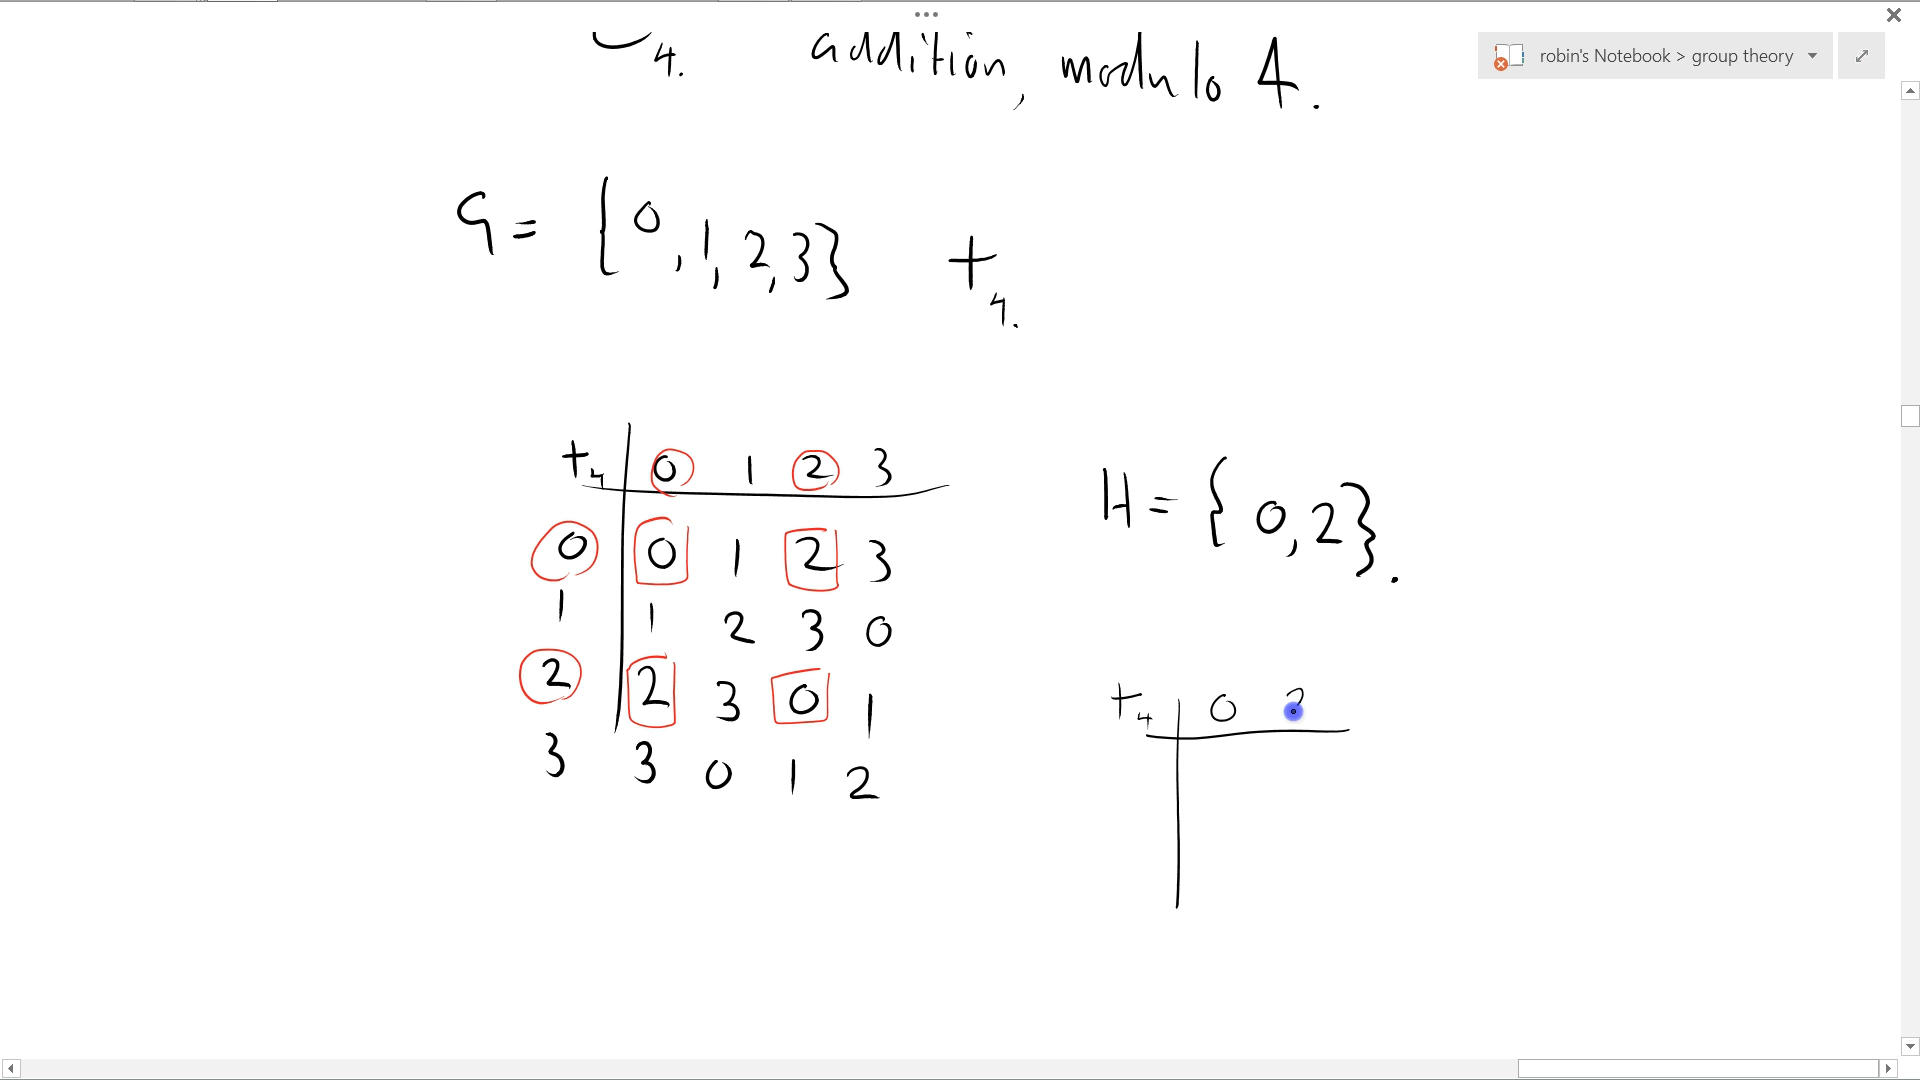 4. addition, modulo 4.
robin's Notebook > group theory
G = {0, 1, 2, 3} +4.
+4 0 1 2 3
0 0 1 2 3
1 1 2 3 0
2 2 3 0 1
3 3 0 1 2
H = {0, 2}.
+4 0 2